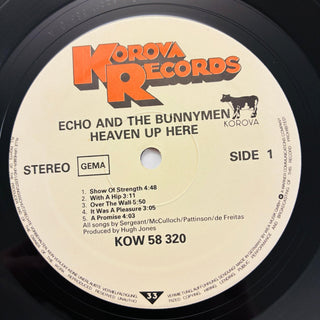 KOROVA
RECORDS
ECHO AND THE BUNNYMEN
HEAVEN UP HERE
KOROVA
STEREO
GEMA
SIDE 1
1. Show Of Strength 4:48
2. With A Hip 3:11
3. Over The Wall 5:50
4. It Was A Pleasure 3:05
5. A Promise 4:03
All songs by Sergeant/McCulloch/Pattinson/de Freitas
Produced by Hugh Jones
KOW 58 320
33